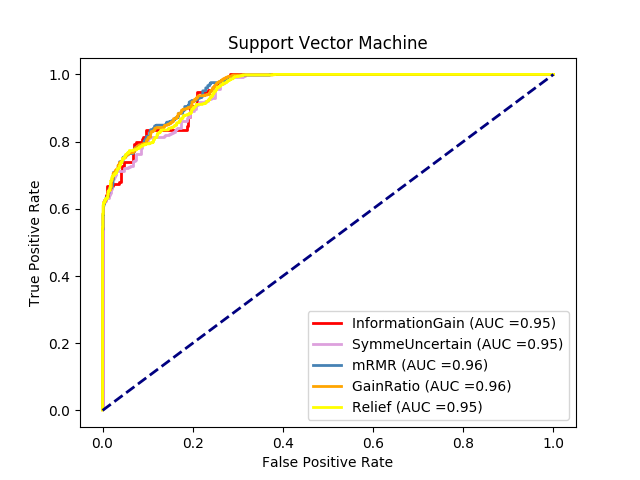 Support Vector Machine
True Positive Rate
1.0
0.8
0.6
0.4
0.2
0.0
InformationGain (AUC =0.95)
SymmeUncertain (AUC =0.95)
mRMR (AUC =0.96)
GainRatio (AUC =0.96)
Relief (AUC =0.95)
0.0 0.2 0.4 0.6 0.8 1.0
False Positive Rate